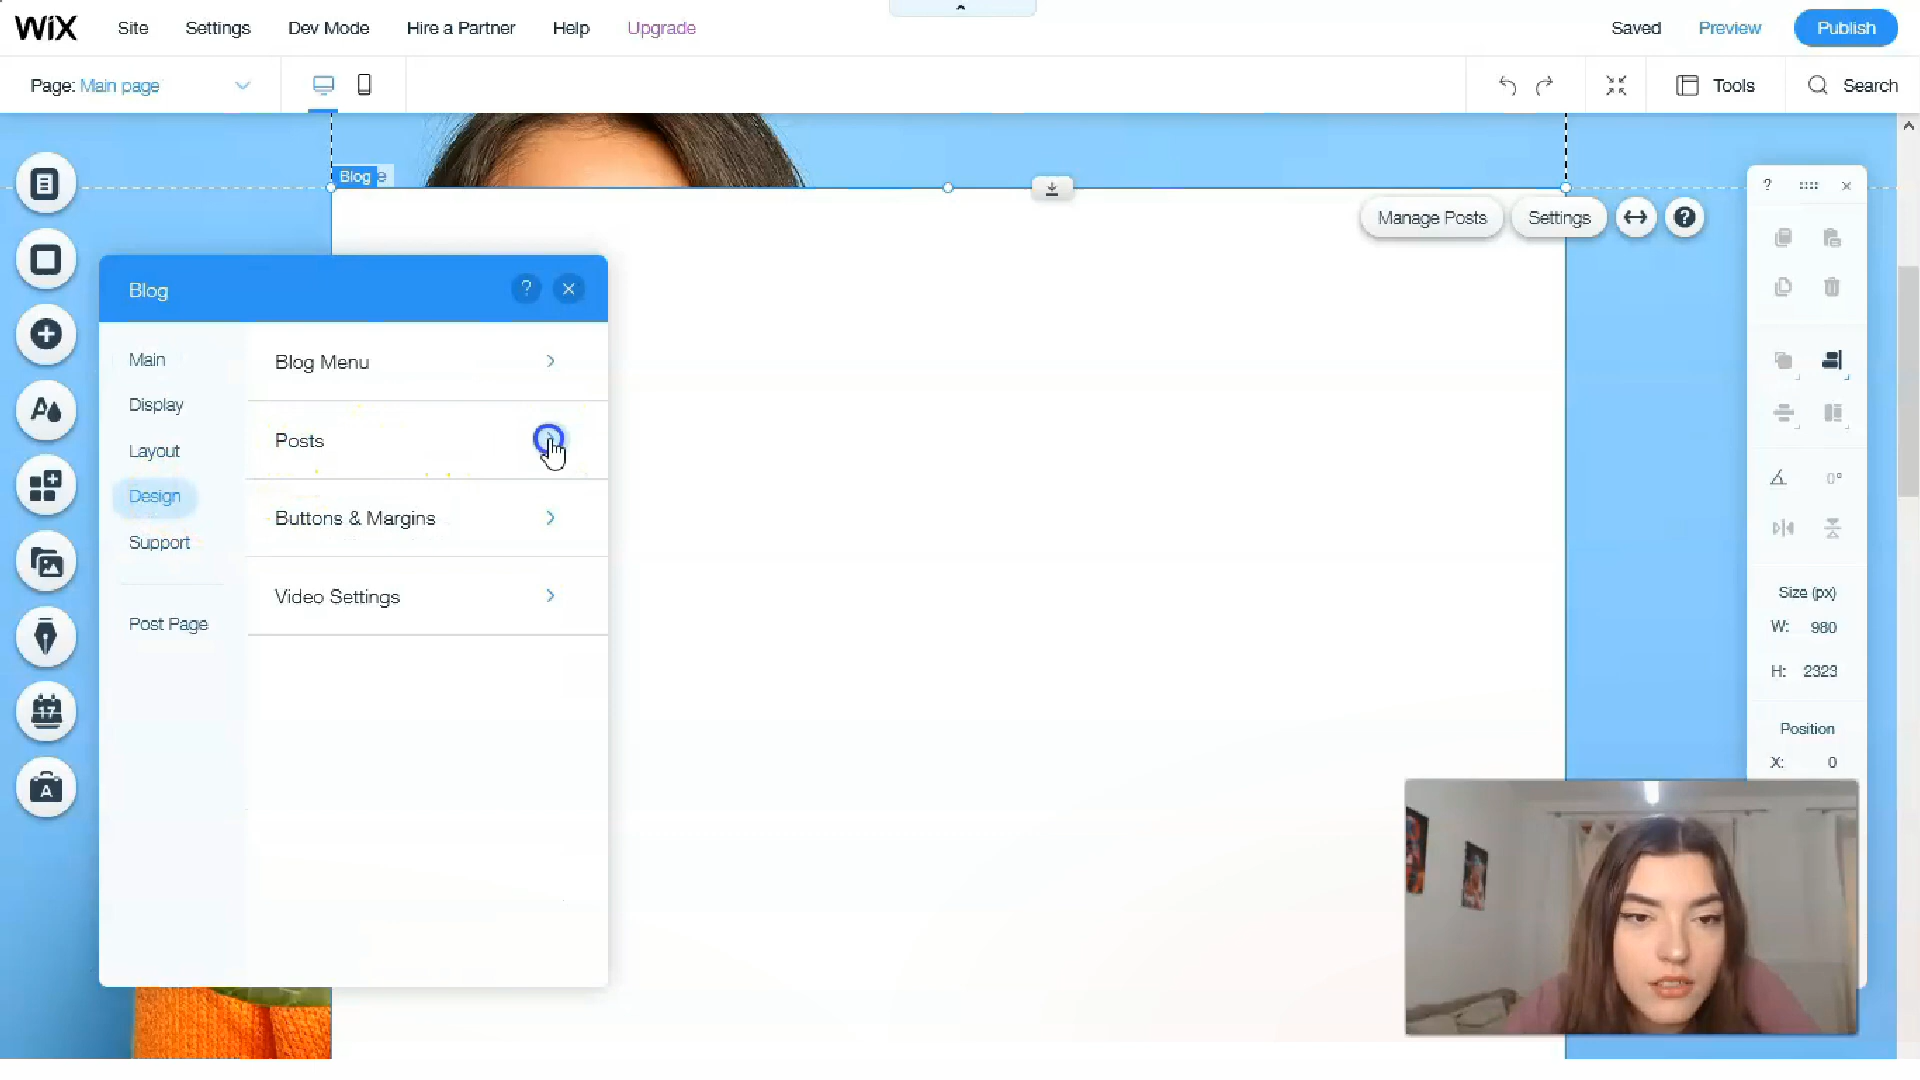 WiX Site Settings Dev Mode Hire a Partner Help Upgrade Saved Preview Publish
Page: Main page Tools Search
Blog e
Manage Posts Settings ? ?
Blog ?
Main
Display
Layout
Design
Support
Post Page
Blog Menu
Posts
Buttons & Margins
Video Settings
17
A
A
0°
Size (px)
W: 980
H: 2323
Position
X: 0